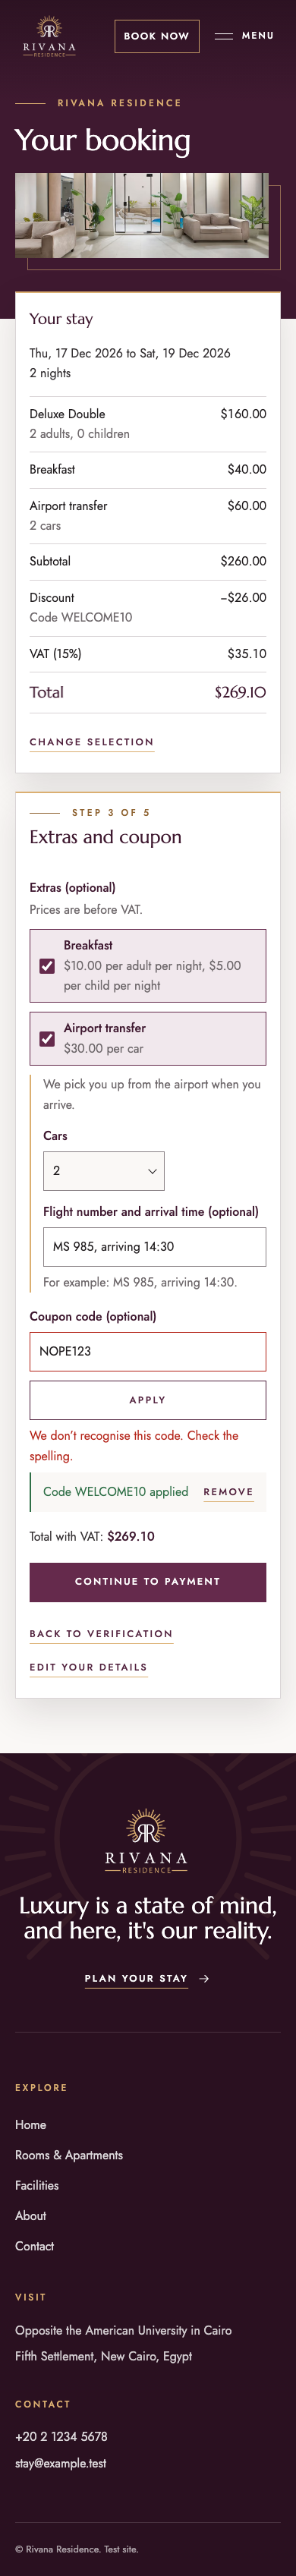 RIVANA
RESIDENCE
BOOK NOW
MENU
RIVANA RESIDENCE
Your booking
Your stay
Thu, 17 Dec 2026 to Sat, 19 Dec 2026
2 nights
Deluxe Double $160.00
2 adults, 0 children
Breakfast $40.00
Airport transfer $60.00
2 cars
Subtotal $260.00
Discount −$26.00
Code WELCOME10
VAT (15%) $35.10
Total $269.10
CHANGE SELECTION
STEP 3 OF 5
Extras and coupon
Extras (optional)
Prices are before VAT.
Breakfast
$10.00 per adult per night, $5.00
per child per night
Airport transfer
$30.00 per car
We pick you up from the airport when you
arrive.
Cars
2
Flight number and arrival time (optional)
MS 985, arriving 14:30
For example: MS 985, arriving 14:30.
Coupon code (optional)
NOPE123
APPLY
We don’t recognise this code. Check the
spelling.
Code WELCOME10 applied REMOVE
Total with VAT: $269.10
CONTINUE TO PAYMENT
BACK TO VERIFICATION
EDIT YOUR DETAILS
RIVANA
RESIDENCE
Luxury is a state of mind,
and here, it's our reality.
PLAN YOUR STAY →
EXPLORE
Home
Rooms & Apartments
Facilities
About
Contact
VISIT
Opposite the American University in Cairo
Fifth Settlement, New Cairo, Egypt
CONTACT
+20 2 1234 5678
stay@example.test
© Rivana Residence. Test site.